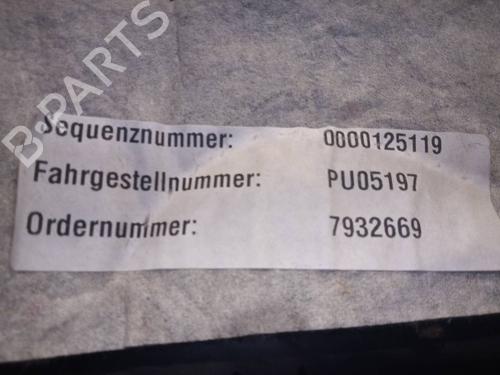 B-PARTS
Sequenznummer: 0000125119
Fahrgestellnummer: PU05197
Ordernummer: 7932669